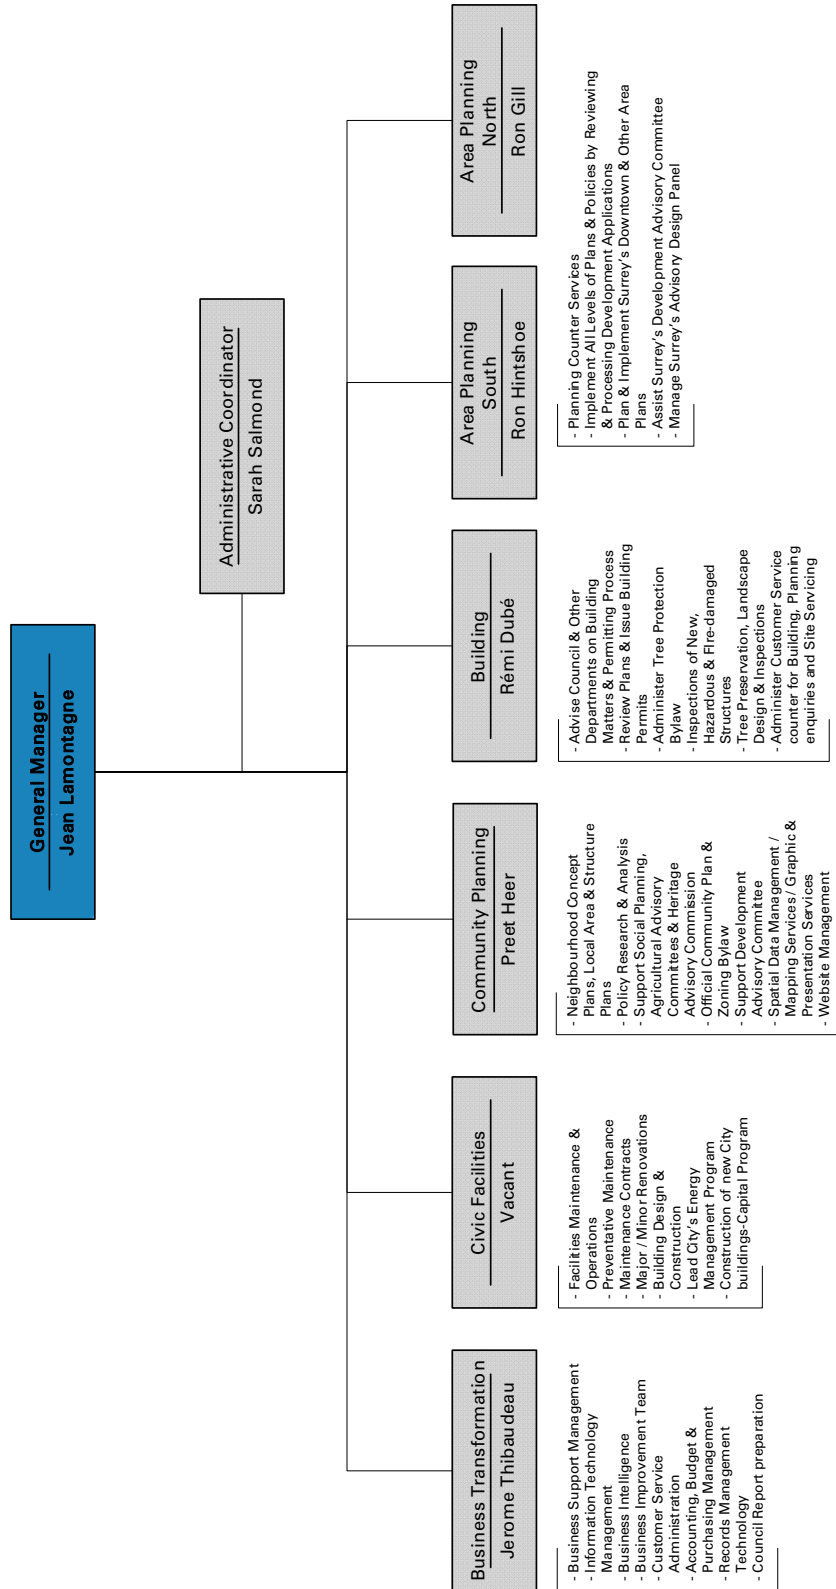 General Manager
Jean Lamontagne
Administrative Coordinator
Sarah Salmond
Business Transformation
Jerome Thibaudeau
- Business Support Management
- Information Technology
Management
- Business Intelligence
- Business Improvement Team
- Customer Service
Administration
- Accounting, Budget &
Purchasing Management
- Records Management
Technology
- Council Report preparation
Civic Facilities
Vacant
- Facilities Maintenance &
Operations
- Preventative Maintenance
- Maintenance Contracts
- Major / Minor Renovations
- Building Design &
Construction
- Lead City's Energy
Management Program
- Construction of new City
buildings-Capital Program
Community Planning
Preet Heer
- Neighbourhood Concept
Plans, Local Area & Structure
Plans
- Policy Research & Analysis
- Support Social Planning,
Agricultural Advisory
Committees & Heritage
Advisory Commission
- Official Community Plan &
Zoning Bylaw
- Support Development
Advisory Committee
- Spatial Data Management /
Mapping Services / Graphic &
Presentation Services
- Website Management
Building
Rémi Dubé
- Advise Council & Other
Departments on Building
Matters & Permitting Process
- Review Plans & Issue Building
Permits
- Administer Tree Protection
Bylaw
- Inspections of New,
Hazardous & Fire-damaged
Structures
- Tree Preservation, Landscape
Design & Inspections
- Administer Customer Service
counter for Building, Planning
enquiries and Site Servicing
Area Planning
South
Ron Hintshoe
Area Planning
North
Ron Gill
- Planning Counter Services
- Implement All Levels of Plans & Policies by Reviewing
& Processing Development Applications
- Plan & Implement Surrey's Downtown & Other Area
Plans
- Assist Surrey's Development Advisory Committee
- Manage Surrey's Advisory Design Panel